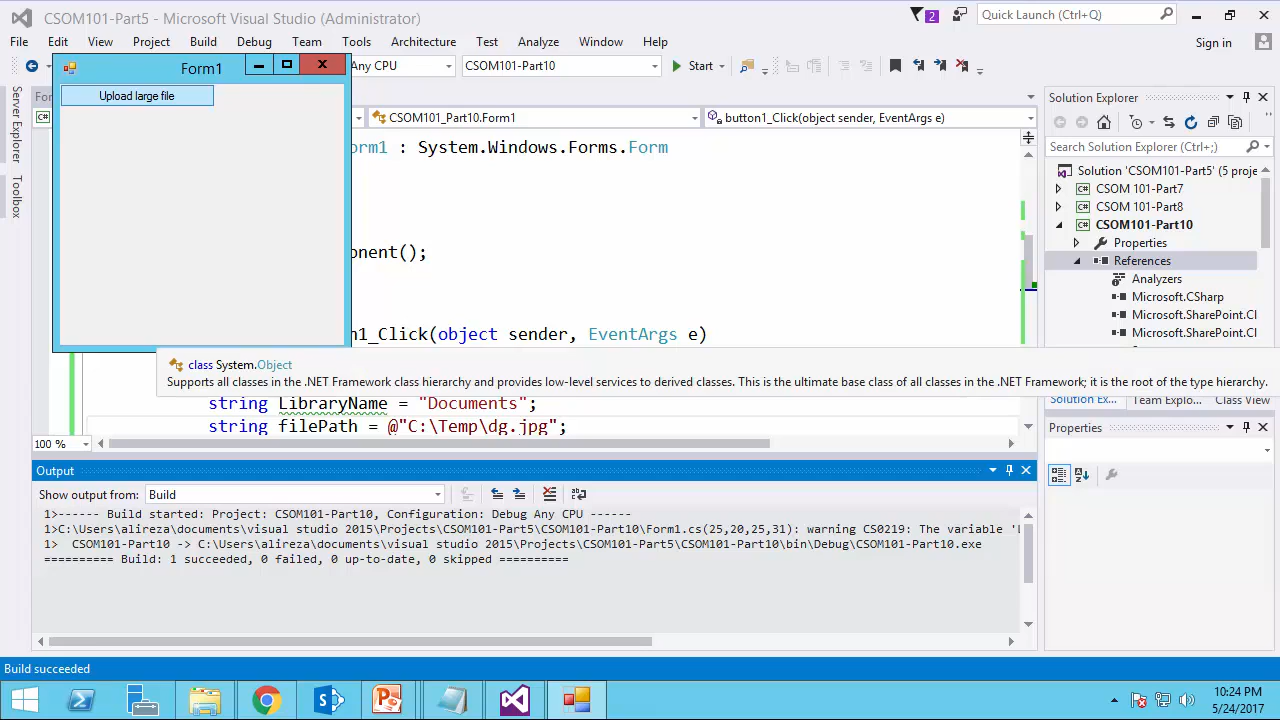 CSOM101-Part5 - Microsoft Visual Studio (Administrator)
2
Quick Launch (Ctrl+Q)
File Edit View Project Build Debug Team Tools Architecture Test Analyze Window Help
Sign in
Form1
Any CPU
CSOM101-Part10
Start
Upload large file
Server Explorer
Toolbox
CSOM101_Part10.Form1
button1_Click(object sender, EventArgs e)
orm1 : System.Windows.Forms.Form
ponent();
n1_Click(object sender, EventArgs e)
class System.Object
Supports all classes in the .NET Framework class hierarchy and provides low-level services to derived classes. This is the ultimate base class of all classes in the .NET Framework; it is the root of the type hierarchy.
string LibraryName = "Documents";
string filePath = @"C:\Temp\dg.jpg";
100 %
Solution Explorer
Search Solution Explorer (Ctrl+;)
Solution 'CSOM101-Part5' (5 proje
CSOM 101-Part7
CSOM 101-Part8
CSOM101-Part10
Properties
References
Analyzers
Microsoft.CSharp
Microsoft.SharePoint.Cl
Microsoft.SharePoint.Cl
Solution Ex... Team Explo... Class View
Properties
Output
Show output from: Build
1>------ Build started: Project: CSOM101-Part10, Configuration: Debug Any CPU ------
1>C:\Users\alireza\documents\visual studio 2015\Projects\CSOM101-Part5\CSOM101-Part10\Form1.cs(25,20,25,31): warning CS0219: The variable
1>  CSOM101-Part10 -> C:\Users\alireza\documents\visual studio 2015\Projects\CSOM101-Part5\CSOM101-Part10\bin\Debug\CSOM101-Part10.exe
========== Build: 1 succeeded, 0 failed, 0 up-to-date, 0 skipped ==========
Build succeeded
10:24 PM
5/24/2017